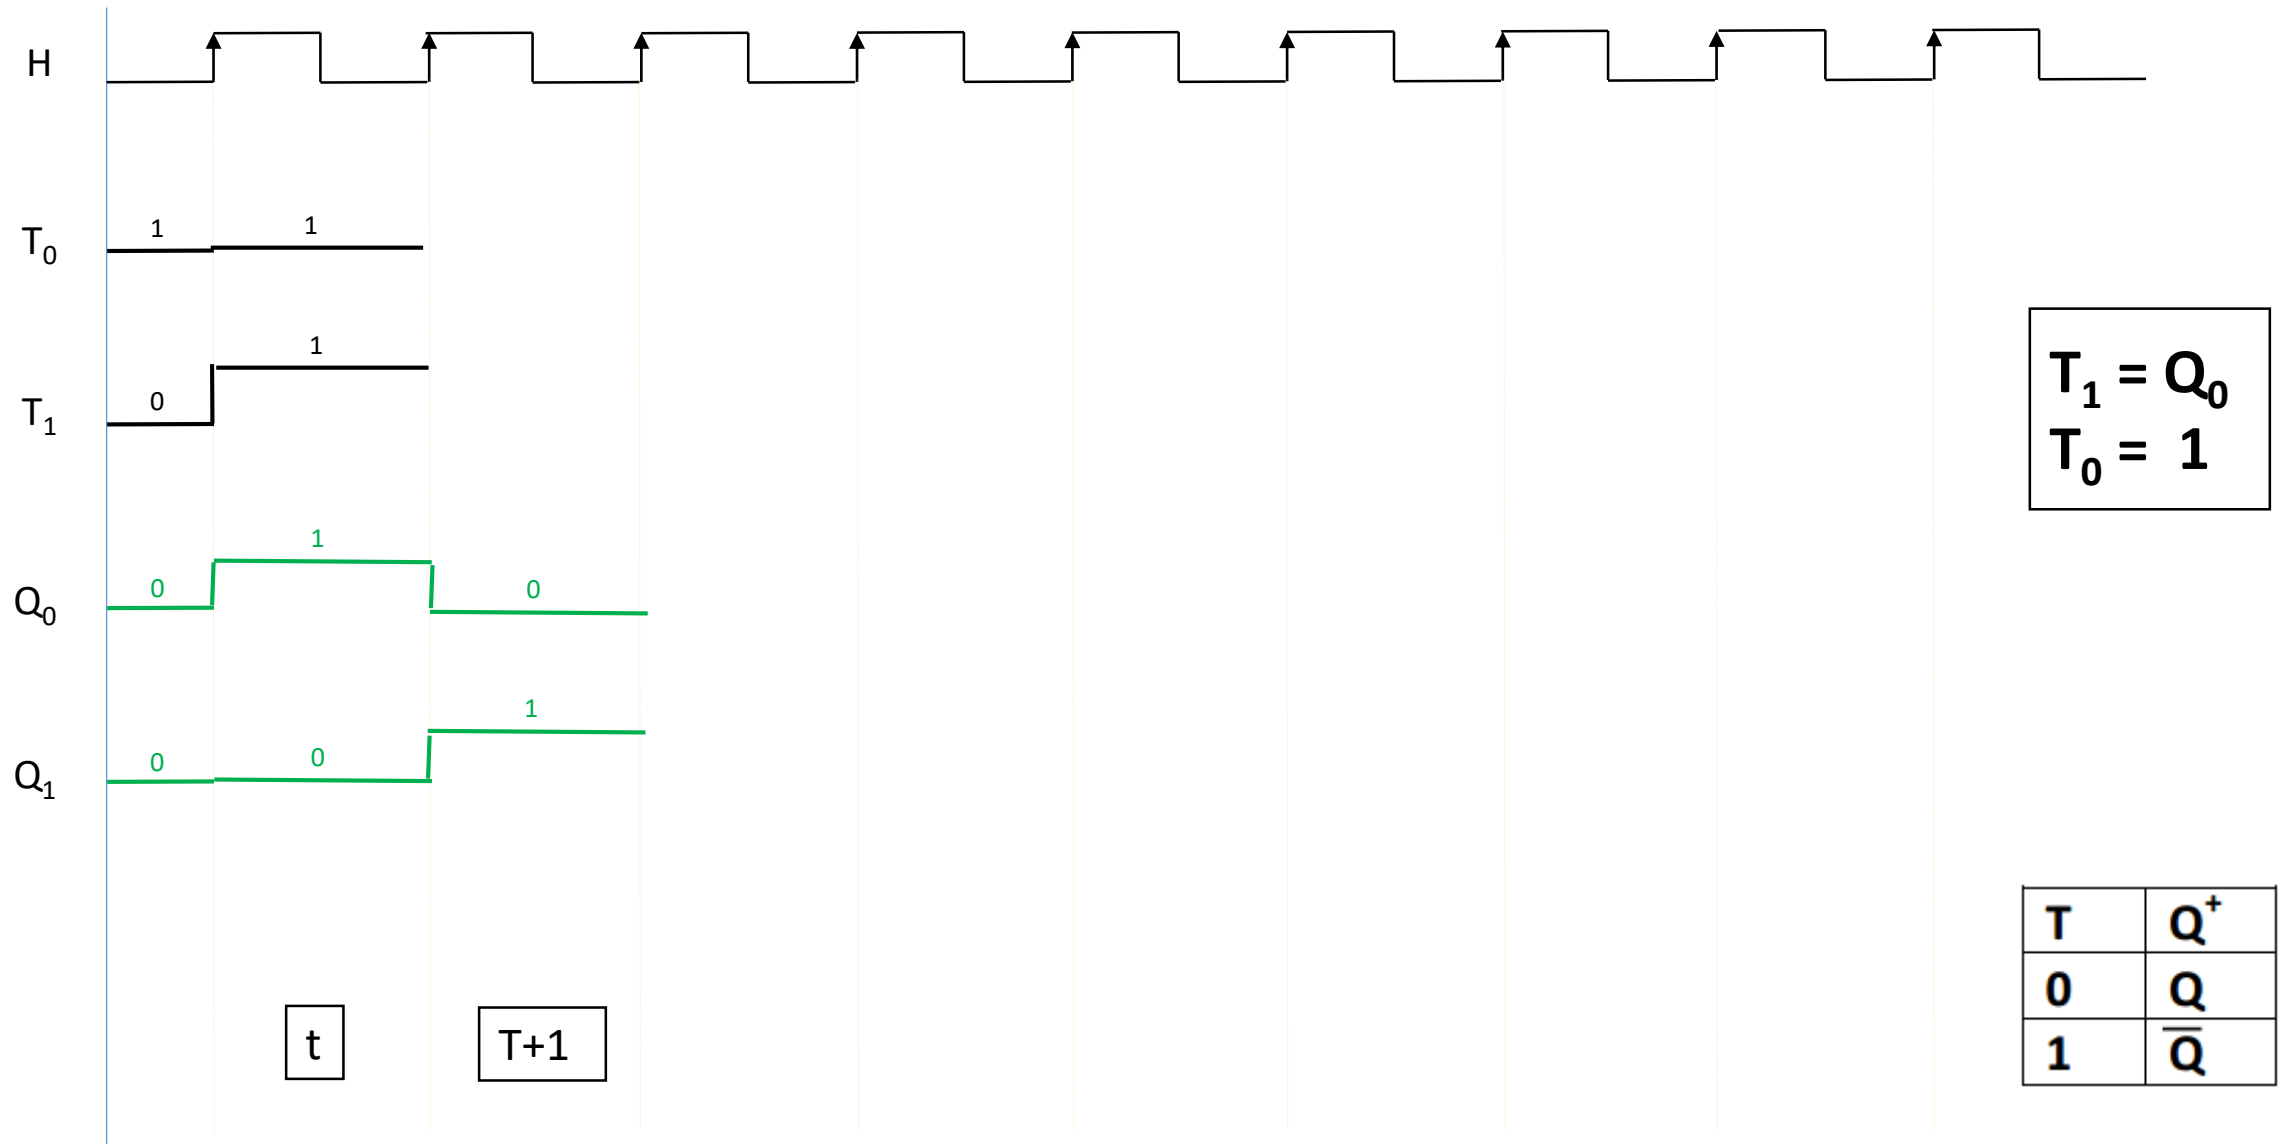 H
1 1
T₀
1
0
T₁
T₁ = Q₀
T₀ = 1
1
0 0
Q₀
1
0 0
Q₁
t T+1
T Q⁺
0 Q
1 Q̅